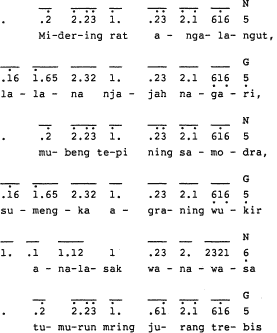 N
. .2 2.23 1. .23 2.1 616 5
Mi-der-ing rat a - nga-la-ngut,
G
.16 1.65 2.32 1. .23 2.1 616 5
la - la - na nja - jah na - ga - ri,
N
. .2 2.23 1. .23 2.1 616 5
mu- beng te-pi ning sa - mo - dra,
G
.16 1.65 2.32 1. .23 2.1 616 5
su - meng - ka a - gra- ning wu - kir
N
1. .1 1.12 1 .23 2. 2321 6
a - na-la- sak wa - na - wa - sa
G
. .2 2.23 1. .61 2.1 616 5
tu- mu-run mring ju- rang tre- bis